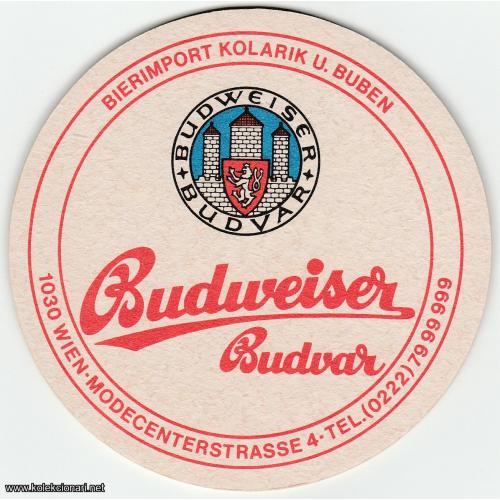 BIERIMPORT KOLARIK U. BUBEN
BUDWEISER
BUDVAR
Budweiser
Budvar
1030 WIEN-MODECENTERSTRASSE 4·TEL.(0222) 79 99 999
www.kolekcionari.net